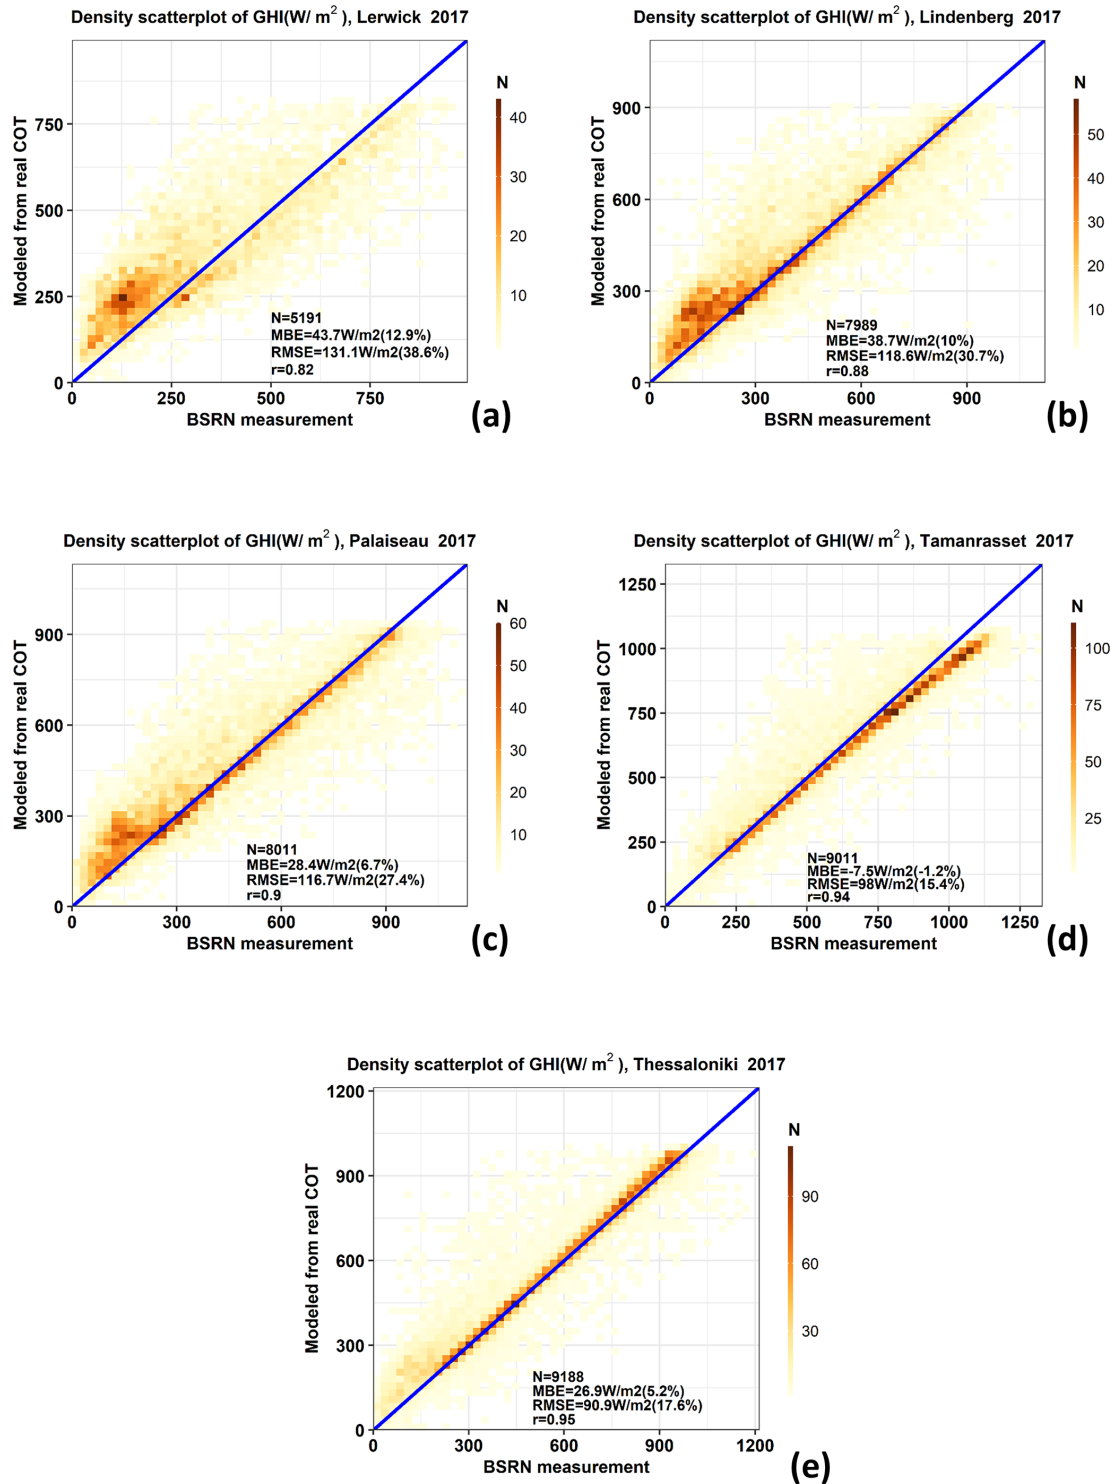 Density scatterplot of GHI(W/ m²), Lerwick 2017
Modeled from real COT
750
500
250
0
0 250 500 750
BSRN measurement
N=5191
MBE=43.7W/m2(12.9%)
RMSE=131.1W/m2(38.6%)
r=0.82
N
40
30
20
10
(a)
Density scatterplot of GHI(W/ m²), Lindenberg 2017
Modeled from real COT
900
600
300
0
0 300 600 900
BSRN measurement
N=7989
MBE=38.7W/m2(10%)
RMSE=118.6W/m2(30.7%)
r=0.88
N
50
40
30
20
10
(b)
Density scatterplot of GHI(W/ m²), Palaiseau 2017
Modeled from real COT
900
600
300
0
0 300 600 900
BSRN measurement
N=8011
MBE=28.4W/m2(6.7%)
RMSE=116.7W/m2(27.4%)
r=0.9
N
60
50
40
30
20
10
(c)
Density scatterplot of GHI(W/ m²), Tamanrasset 2017
Modeled from real COT
1250
1000
750
500
250
0
0 250 500 750 1000 1250
BSRN measurement
N=9011
MBE=-7.5W/m2(-1.2%)
RMSE=98W/m2(15.4%)
r=0.94
N
100
75
50
25
(d)
Density scatterplot of GHI(W/ m²), Thessaloniki 2017
Modeled from real COT
1200
900
600
300
0
0 300 600 900 1200
BSRN measurement
N=9188
MBE=26.9W/m2(5.2%)
RMSE=90.9W/m2(17.6%)
r=0.95
N
90
60
30
(e)